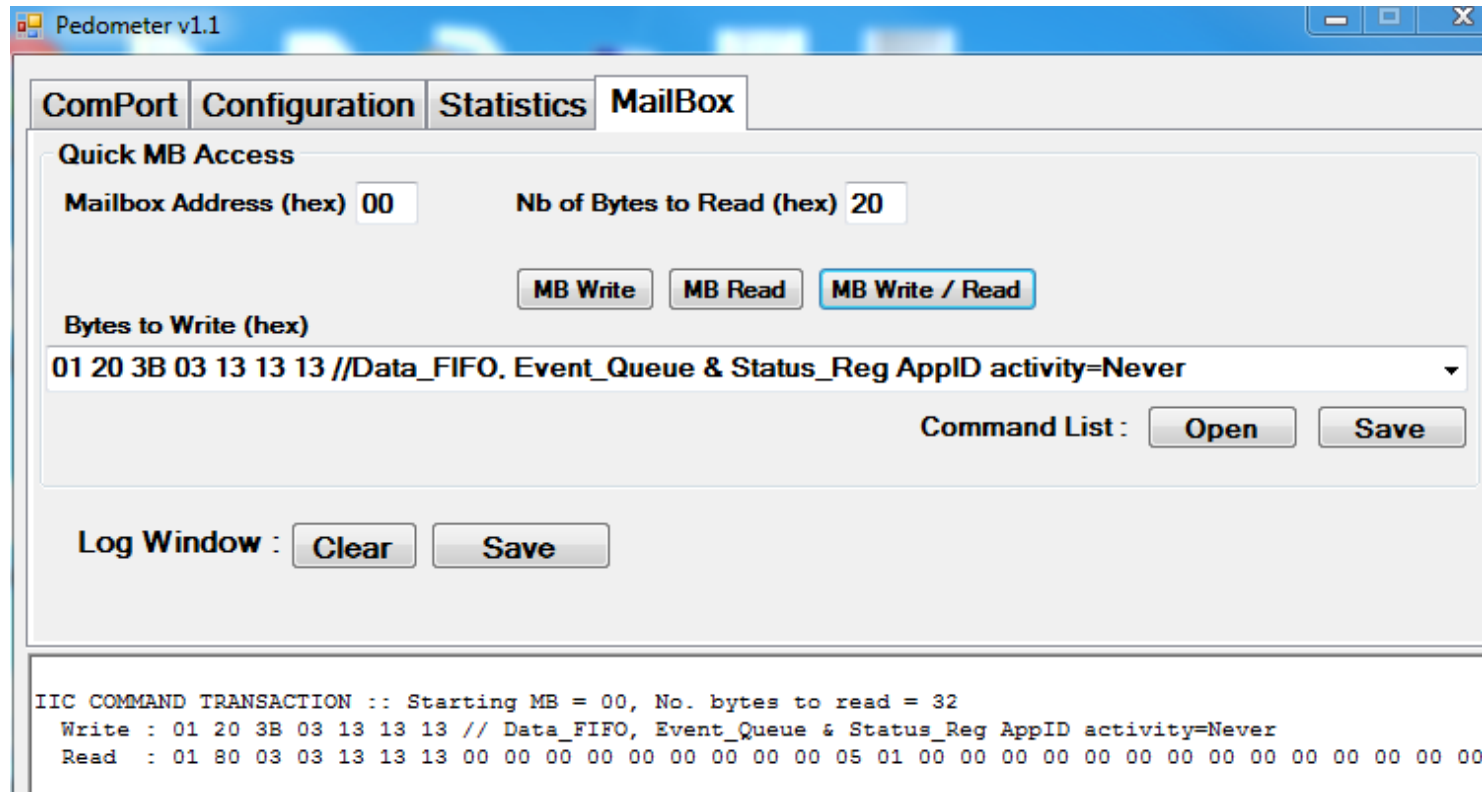 Pedometer v1.1
ComPort Configuration Statistics MailBox
Quick MB Access
Mailbox Address (hex) 00 Nb of Bytes to Read (hex) 20
MB Write MB Read MB Write / Read
Bytes to Write (hex)
01 20 3B 03 13 13 13 //Data_FIFO, Event_Queue & Status_Reg AppID activity=Never
Command List : Open Save
Log Window : Clear Save
IIC COMMAND TRANSACTION :: Starting MB = 00, No. bytes to read = 32
Write : 01 20 3B 03 13 13 13 // Data_FIFO, Event_Queue & Status_Reg AppID activity=Never
Read : 01 80 03 03 13 13 13 00 00 00 00 00 00 00 00 00 05 01 00 00 00 00 00 00 00 00 00 00 00 00 00 00